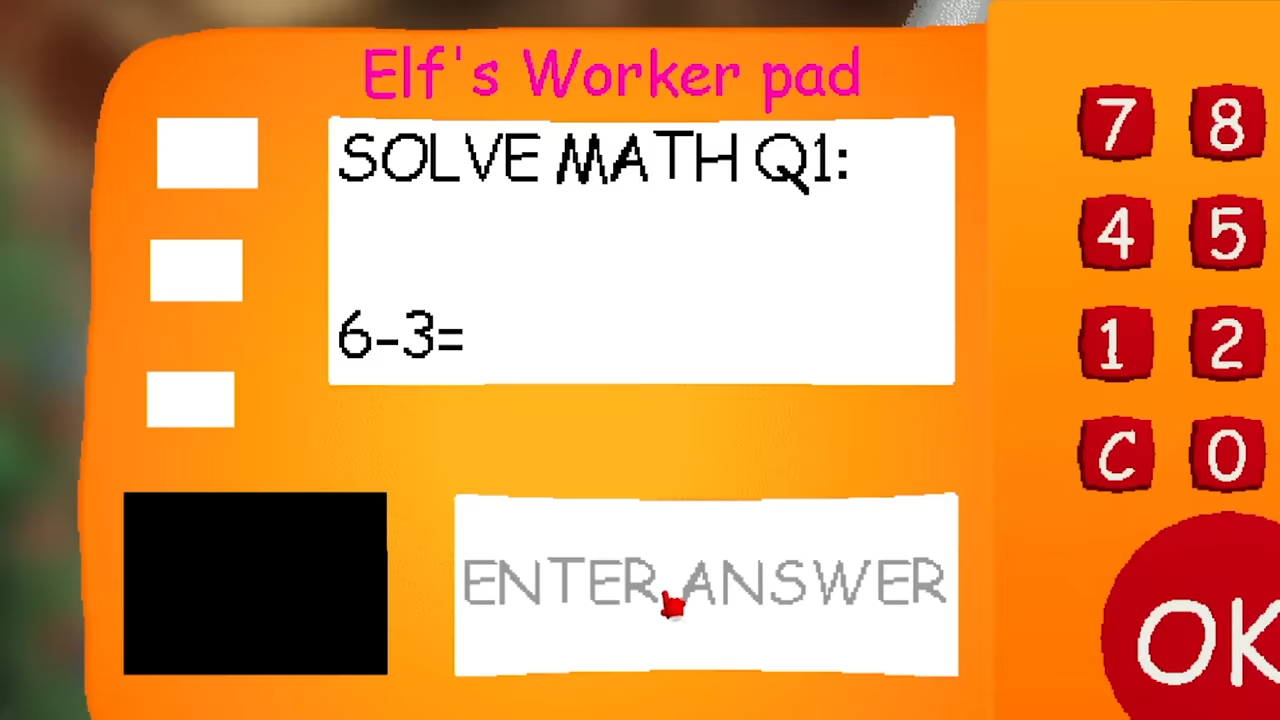 Elf's Worker pad
SOLVE MATH Q1:
6-3=
ENTER ANSWER
7 8
4 5
1 2
C 0
OK